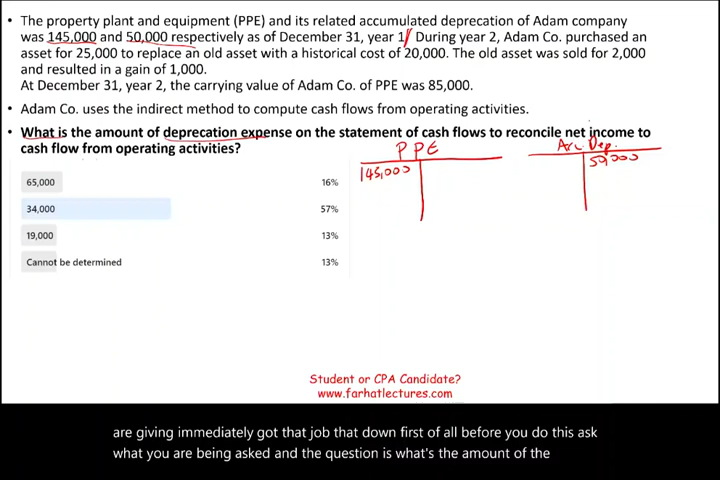 • The property plant and equipment (PPE) and its related accumulated deprecation of Adam company
was 145,000 and 50,000 respectively as of December 31, year 1. During year 2, Adam Co. purchased an
asset for 25,000 to replace an old asset with a historical cost of 20,000. The old asset was sold for 2,000
and resulted in a gain of 1,000.
At December 31, year 2, the carrying value of Adam Co. of PPE was 85,000.
• Adam Co. uses the indirect method to compute cash flows from operating activities.
• What is the amount of deprecation expense on the statement of cash flows to reconcile net income to
cash flow from operating activities?
PPE
Acc Dep.
145,000
50,000
65,000 16%
34,000 57%
19,000 13%
Cannot be determined 13%
Student or CPA Candidate?
www.farhatlectures.com
are giving immediately got that job that down first of all before you do this ask
what you are being asked and the question is what's the amount of the